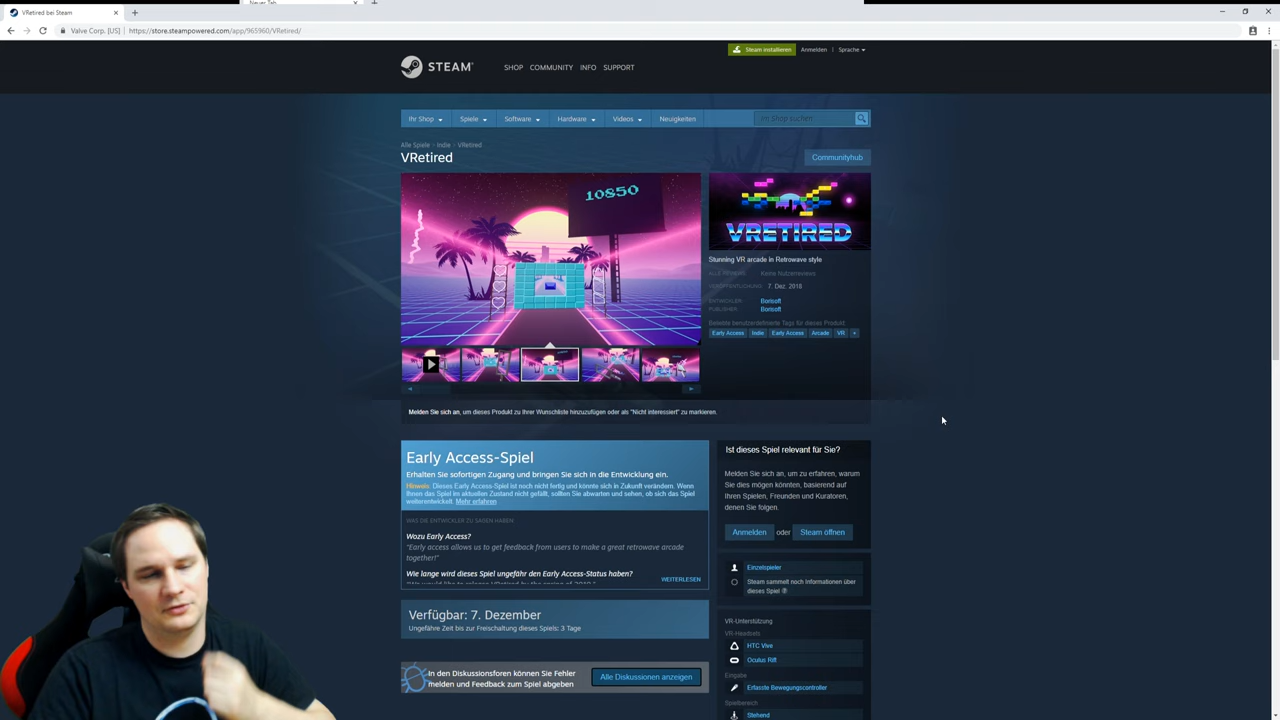 VRetired bei Steam
Neuer Tab
Valve Corp. [US]
https://store.steampowered.com/app/965960/VRetired/
Steam installieren
Anmelden
Sprache
STEAM
SHOP COMMUNITY INFO SUPPORT
Ihr Shop Spiele Software Hardware Videos Neuigkeiten
Im Shop suchen
Alle Spiele > Indie > VRetired
VRetired
Communityhub
10850
VRETIRED
Stunning VR arcade in Retrowave style
ALLE REVIEWS: Keine Nutzerreviews
VERÖFFENTLICHUNG: 7. Dez. 2018
ENTWICKLER: Borisoft
PUBLISHER: Borisoft
Beliebte benutzerdefinierte Tags für dieses Produkt:
Early Access Indie Early Access Arcade VR +
Melden Sie sich an, um dieses Produkt zu Ihrer Wunschliste hinzuzufügen oder als "Nicht interessiert" zu markieren.
Early Access-Spiel
Erhalten Sie sofortigen Zugang und bringen Sie sich in die Entwicklung ein.
Hinweis: Dieses Early Access-Spiel ist noch nicht fertig und könnte sich in Zukunft verändern. Wenn
Ihnen das Spiel im aktuellen Zustand nicht gefällt, sollten Sie abwarten und sehen, ob sich das Spiel
weiterentwickelt. Mehr erfahren
WAS DIE ENTWICKLER ZU SAGEN HABEN:
Wozu Early Access?
"Early access allows us to get feedback from users to make a great retrowave arcade
together!"
Wie lange wird dieses Spiel ungefähr den Early Access-Status haben?
WEITERLESEN
Verfügbar: 7. Dezember
Ungefähre Zeit bis zur Freischaltung dieses Spiels: 3 Tage
In den Diskussionsforen können Sie Fehler
melden und Feedback zum Spiel abgeben
Alle Diskussionen anzeigen
Ist dieses Spiel relevant für Sie?
Melden Sie sich an, um zu erfahren, warum
Sie dies mögen könnten, basierend auf
Ihren Spielen, Freunden und Kuratoren,
denen Sie folgen.
Anmelden oder Steam öffnen
Einzelspieler
Steam sammelt noch Informationen über
dieses Spiel
VR-Unterstützung
VR-Headsets
HTC Vive
Oculus Rift
Eingabe
Erfasste Bewegungscontroller
Spielbereich
Stehend